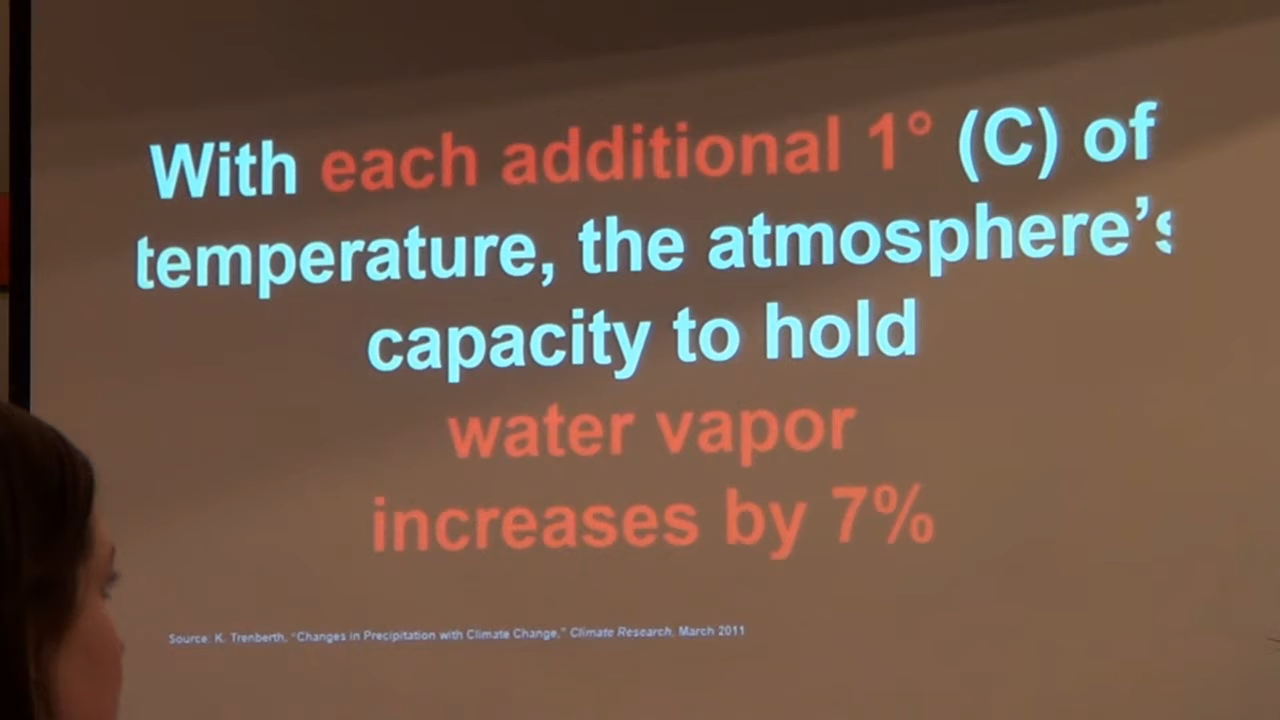 With each additional 1° (C) of
temperature, the atmosphere's
capacity to hold
water vapor
increases by 7%
Source: K. Trenberth, "Changes in Precipitation with Climate Change," Climate Research, March 2011